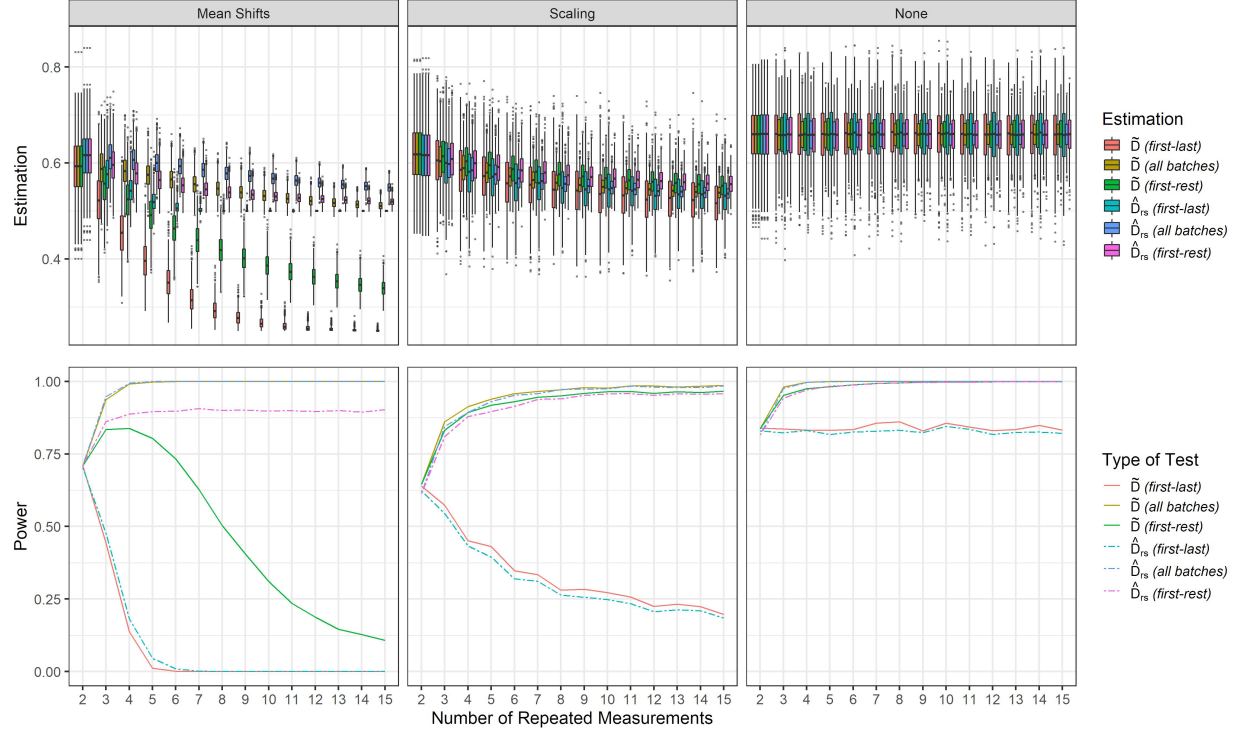 Mean Shifts
Scaling
None
Estimation
0.8
0.6
0.4
Estimation
D̃ (first-last)
D̃ (all batches)
D̃ (first-rest)
D̂rs (first-last)
D̂rs (all batches)
D̂rs (first-rest)
Power
1.00
0.75
0.50
0.25
0.00
2 3 4 5 6 7 8 9 10 11 12 13 14 15
2 3 4 5 6 7 8 9 10 11 12 13 14 15
2 3 4 5 6 7 8 9 10 11 12 13 14 15
Number of Repeated Measurements
Type of Test
D̃ (first-last)
D̃ (all batches)
D̃ (first-rest)
D̂rs (first-last)
D̂rs (all batches)
D̂rs (first-rest)